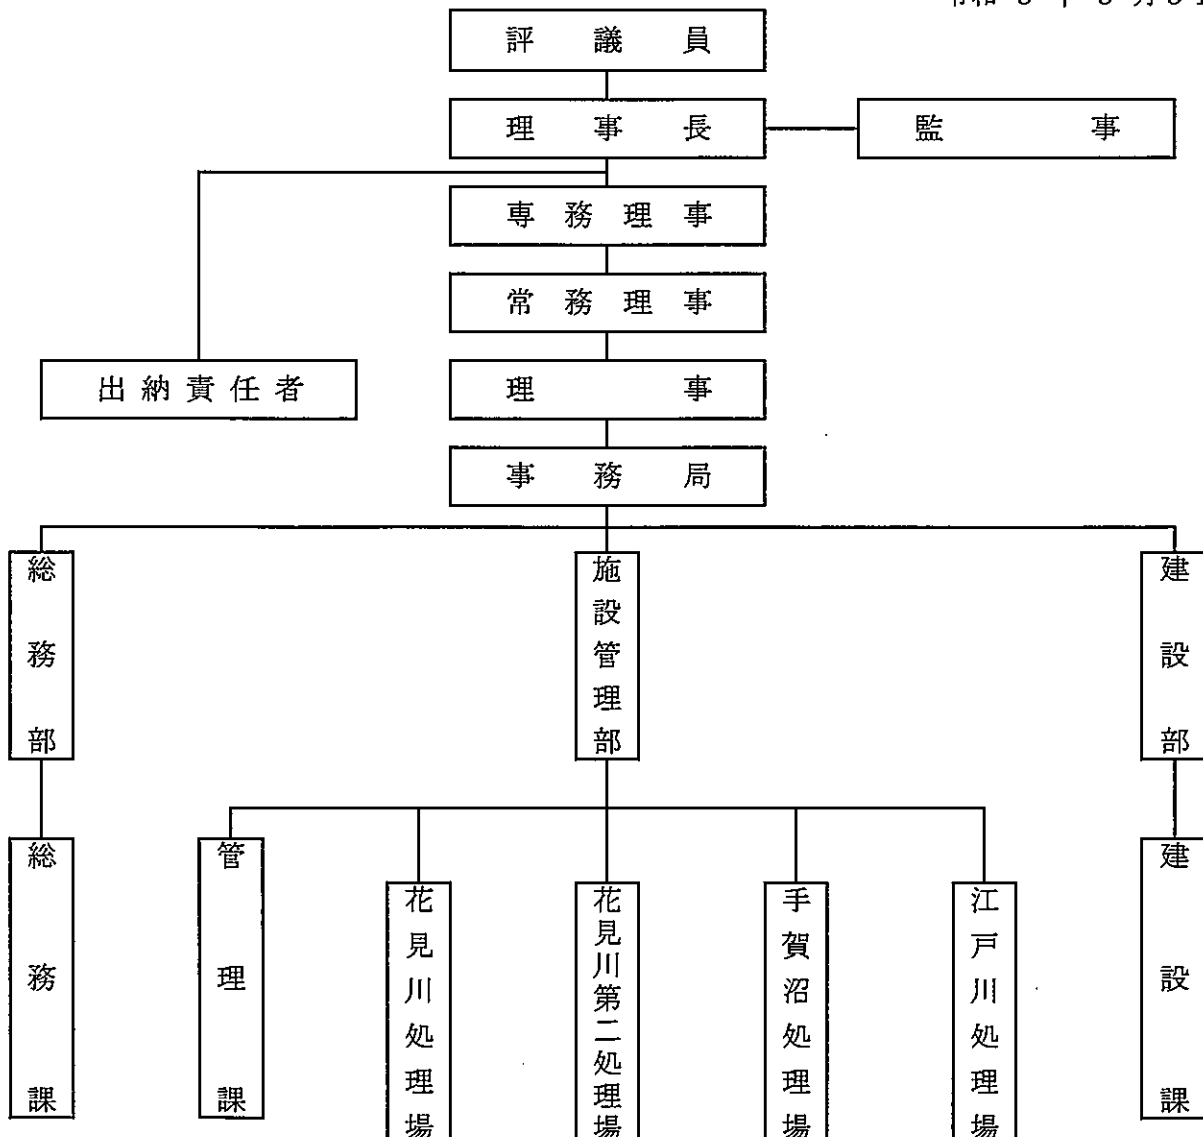 評議員
理事長
監事
専務理事
常務理事
出納責任者
理事
事務局
総務部
施設管理部
建設部
総務課
管理課
花見川処理場
花見川第二処理場
手賀沼処理場
江戸川処理場
建設課